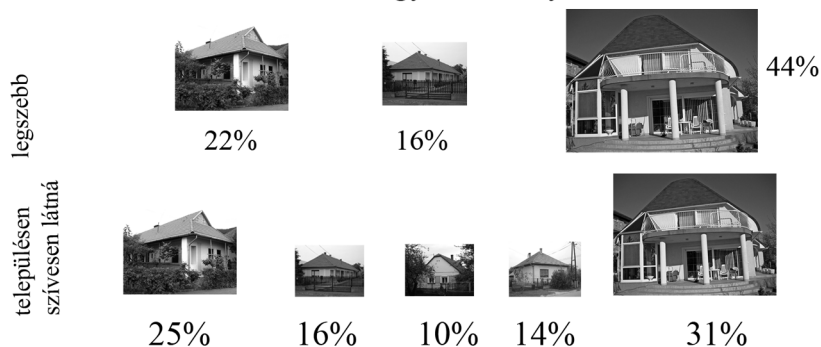 legszebb
22%
16%
44%
településen
szívesen látná
25%
16%
10%
14%
31%